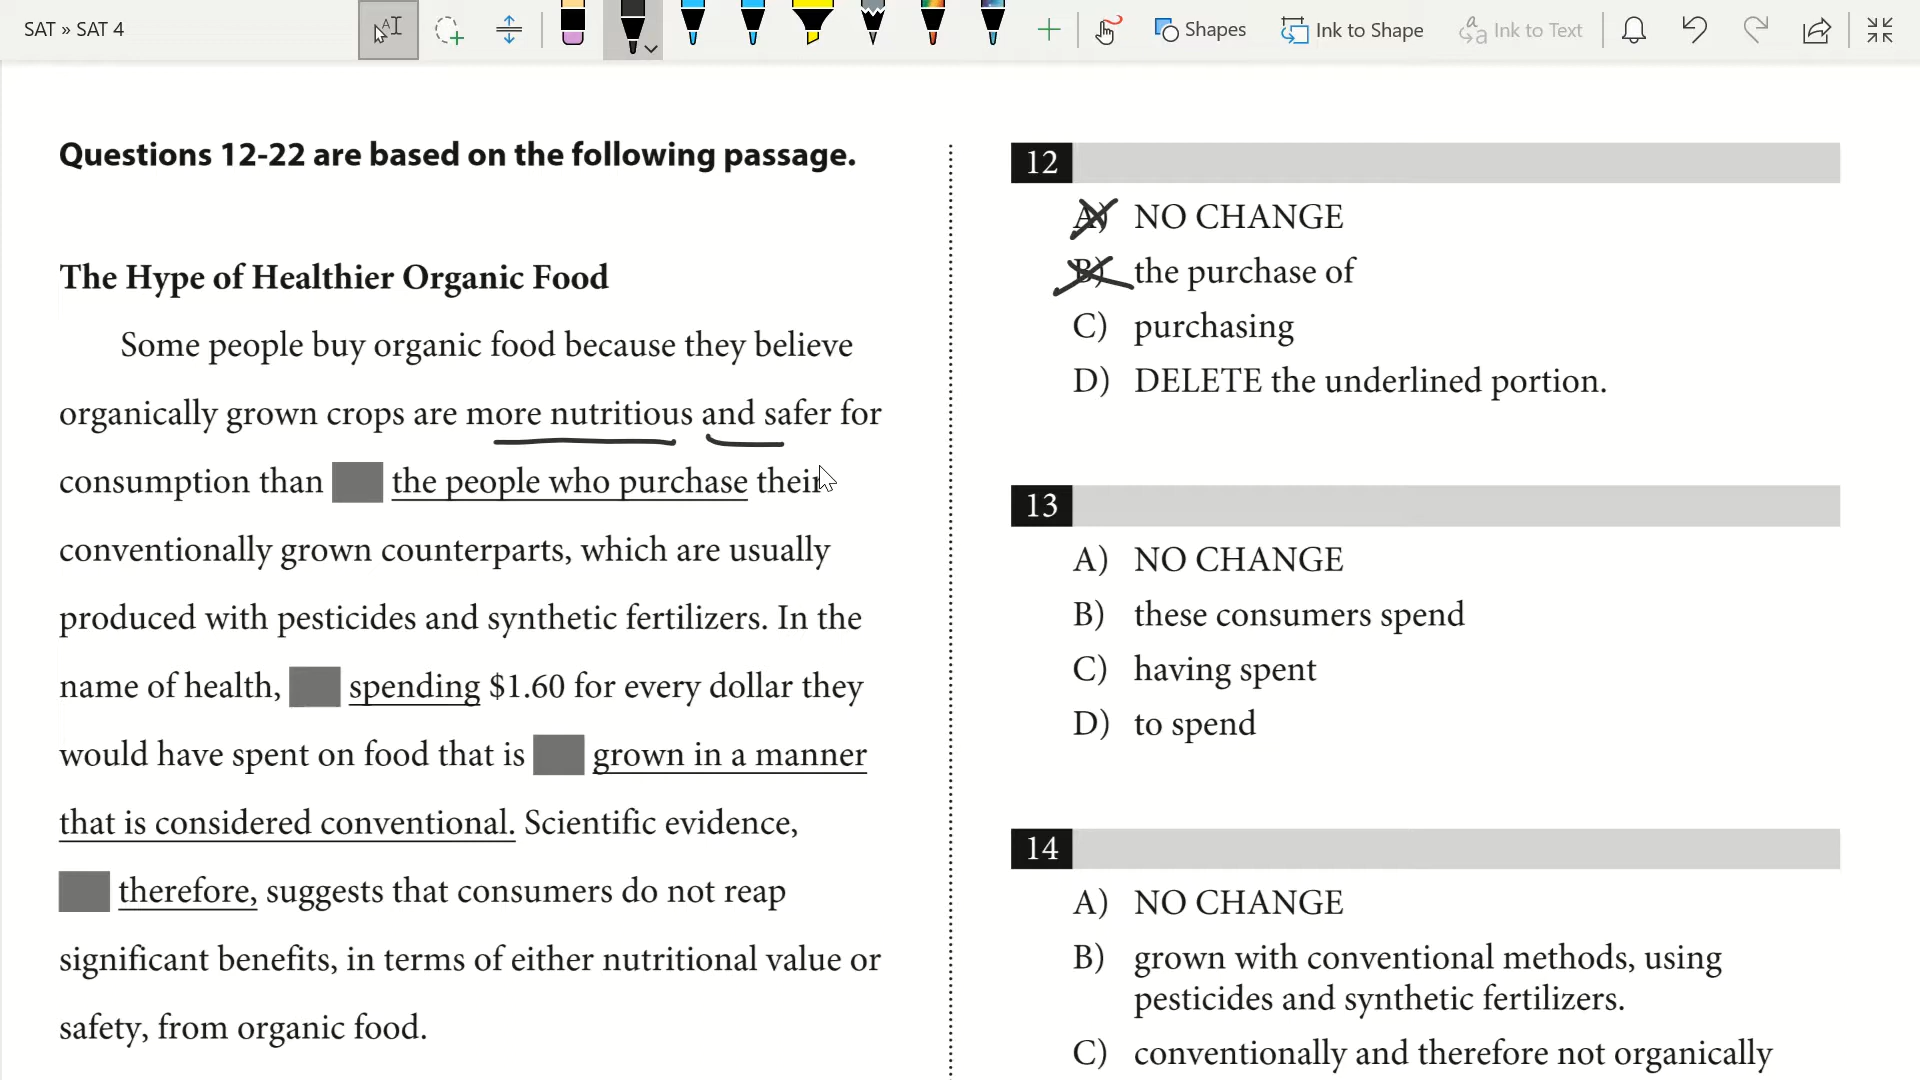 SAT » SAT 4
Shapes
Ink to Shape
Ink to Text
Questions 12-22 are based on the following passage.
The Hype of Healthier Organic Food
Some people buy organic food because they believe
organically grown crops are more nutritious and safer for
consumption than the people who purchase their
conventionally grown counterparts, which are usually
produced with pesticides and synthetic fertilizers. In the
name of health, spending $1.60 for every dollar they
would have spent on food that is grown in a manner
that is considered conventional. Scientific evidence,
therefore, suggests that consumers do not reap
significant benefits, in terms of either nutritional value or
safety, from organic food.
12
A) NO CHANGE
B) the purchase of
C) purchasing
D) DELETE the underlined portion.
13
A) NO CHANGE
B) these consumers spend
C) having spent
D) to spend
14
A) NO CHANGE
B) grown with conventional methods, using
pesticides and synthetic fertilizers.
C) conventionally and therefore not organically